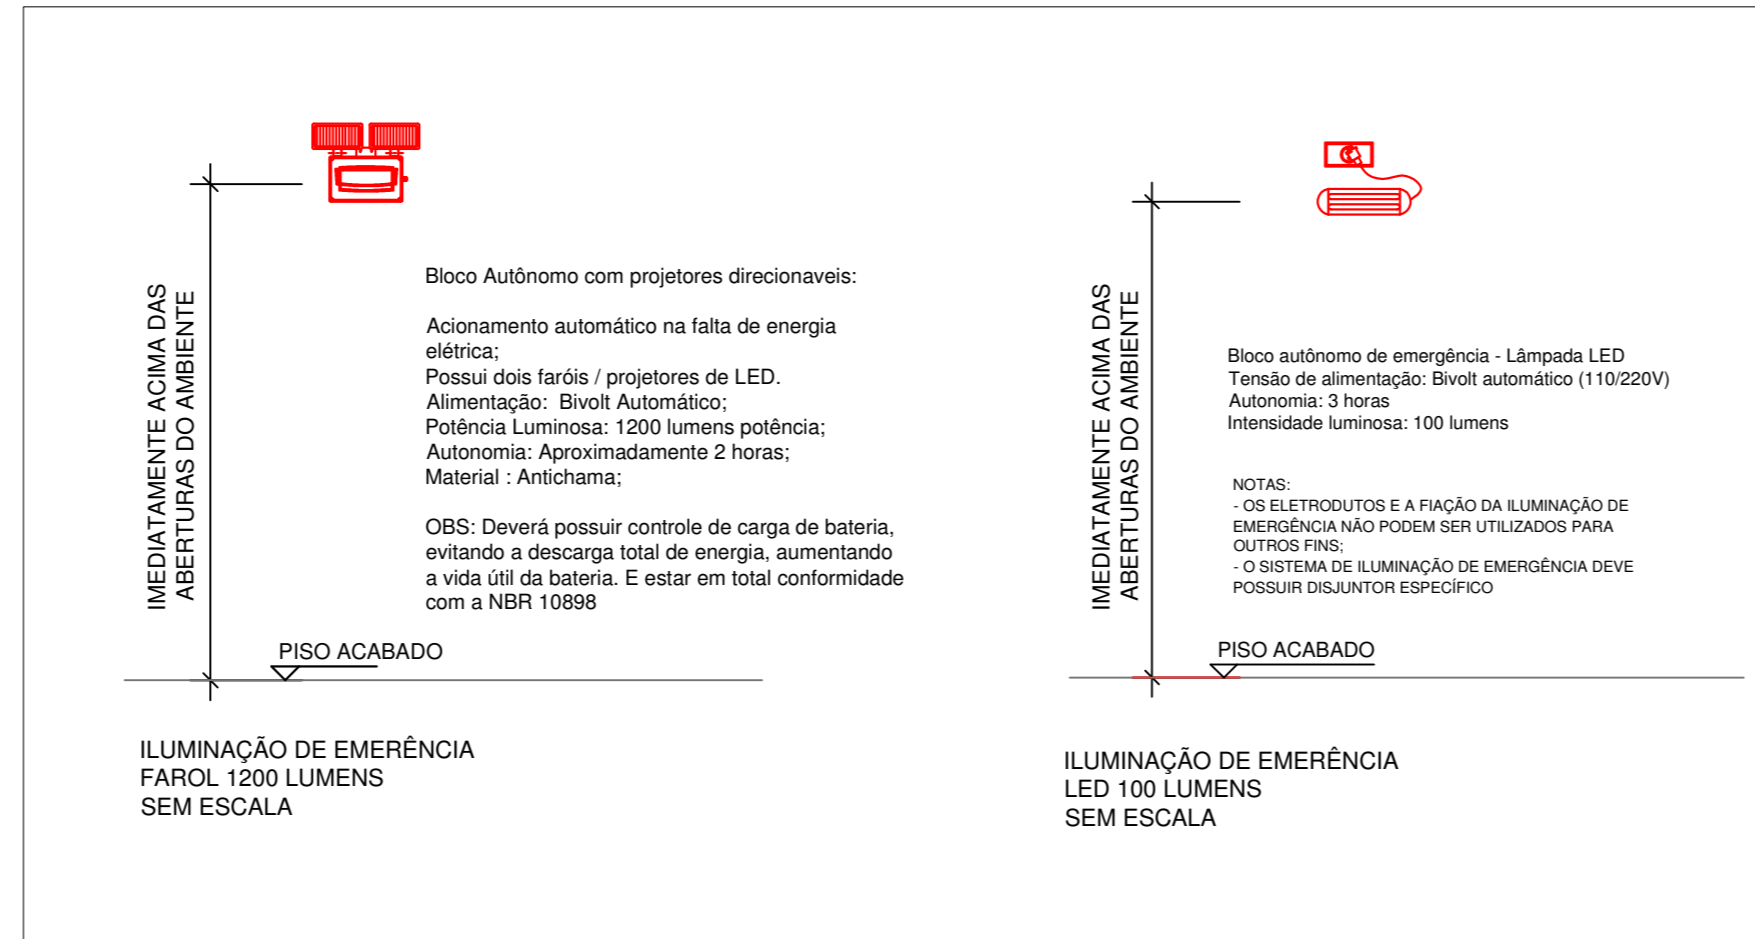 IMEDIATAMENTE ACIMA DAS
ABERTURAS DO AMBIENTE
Bloco Autônomo com projetores direcionaveis:
Acionamento automático na falta de energia
elétrica;
Possui dois faróis / projetores de LED.
Alimentação: Bivolt Automático;
Potência Luminosa: 1200 lumens potência;
Autonomia: Aproximadamente 2 horas;
Material : Antichama;
OBS: Deverá possuir controle de carga de bateria,
evitando a descarga total de energia, aumentando
a vida útil da bateria. E estar em total conformidade
com a NBR 10898
PISO ACABADO
ILUMINAÇÃO DE EMERÊNCIA
FAROL 1200 LUMENS
SEM ESCALA
IMEDIATAMENTE ACIMA DAS
ABERTURAS DO AMBIENTE
Bloco autônomo de emergência - Lâmpada LED
Tensão de alimentação: Bivolt automático (110/220V)
Autonomia: 3 horas
Intensidade luminosa: 100 lumens
NOTAS:
- OS ELETRODUTOS E A FIAÇÃO DA ILUMINAÇÃO DE
EMERGÊNCIA NÃO PODEM SER UTILIZADOS PARA
OUTROS FINS;
- O SISTEMA DE ILUMINAÇÃO DE EMERGÊNCIA DEVE
POSSUIR DISJUNTOR ESPECÍFICO
PISO ACABADO
ILUMINAÇÃO DE EMERÊNCIA
LED 100 LUMENS
SEM ESCALA